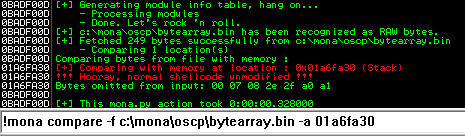 0BADF00D [+] Generating module info table, hang on...
0BADF00D     - Processing modules
0BADF00D     - Done. Let's rock 'n roll.
0BADF00D [+] c:\mona\oscp\bytearray.bin has been recognized as RAW bytes.
0BADF00D [+] Fetched 249 bytes successfully from c:\mona\oscp\bytearray.bin
0BADF00D     - Comparing 1 location(s)
0BADF00D Comparing bytes from file with memory :
01A6FA30 [+] Comparing with memory at location : 0x01a6fa30 (Stack)
01A6FA30 !!! Hooray, normal shellcode unmodified !!!
01A6FA30 Bytes omitted from input: 00 07 08 2e 2f a0 a1
0BADF00D
0BADF00D [+] This mona.py action took 0:00:00.328000
!mona compare -f c:\mona\oscp\bytearray.bin -a 01a6fa30